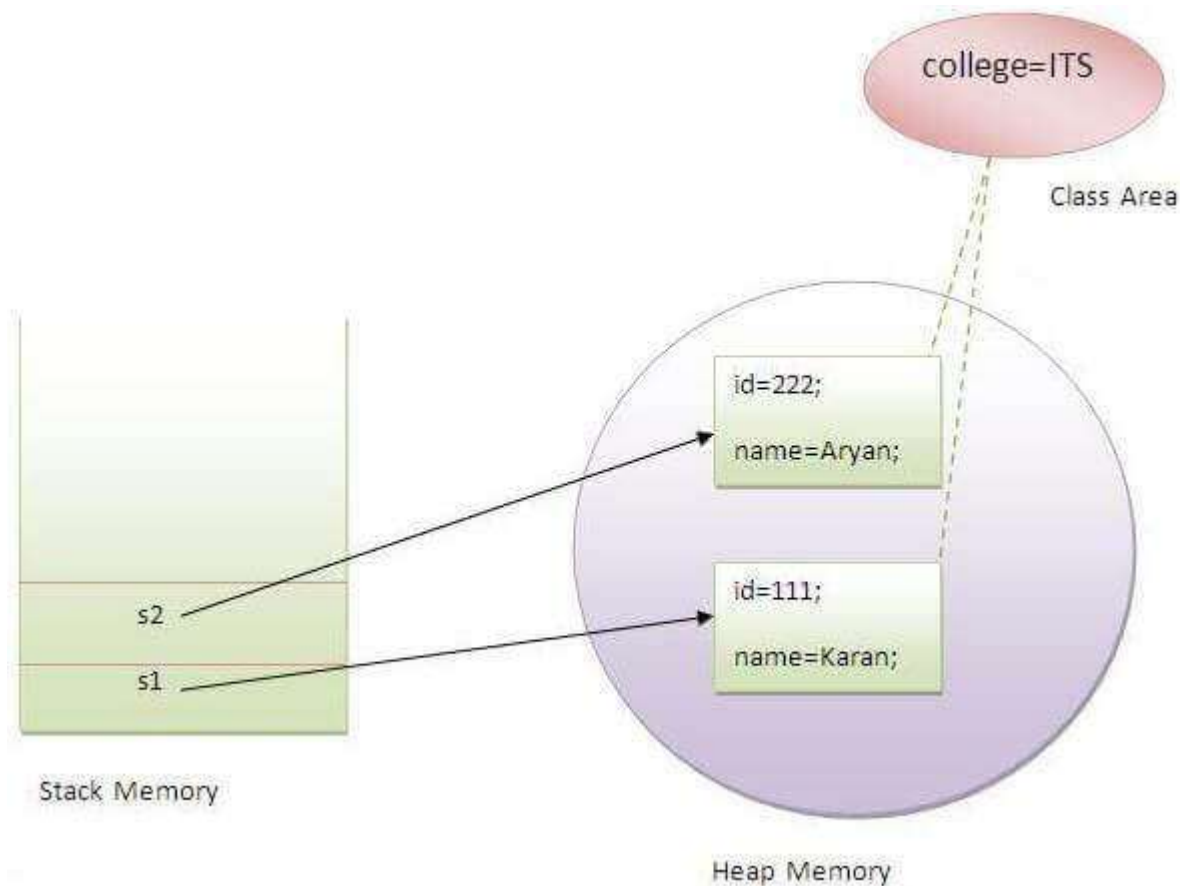 college=ITS
Class Area
id=222;
name=Aryan;
s2
id=111;
name=Karan;
s1
Stack Memory
Heap Memory